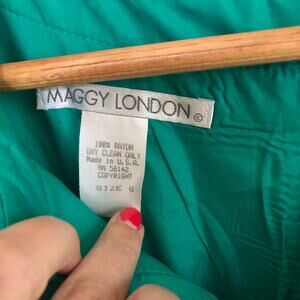 MAGGY LONDON ©
100% RAYON
DRY CLEAN ONLY
Made in U.S.A.
RN 58142
COPYRIGHT
SIZE 6